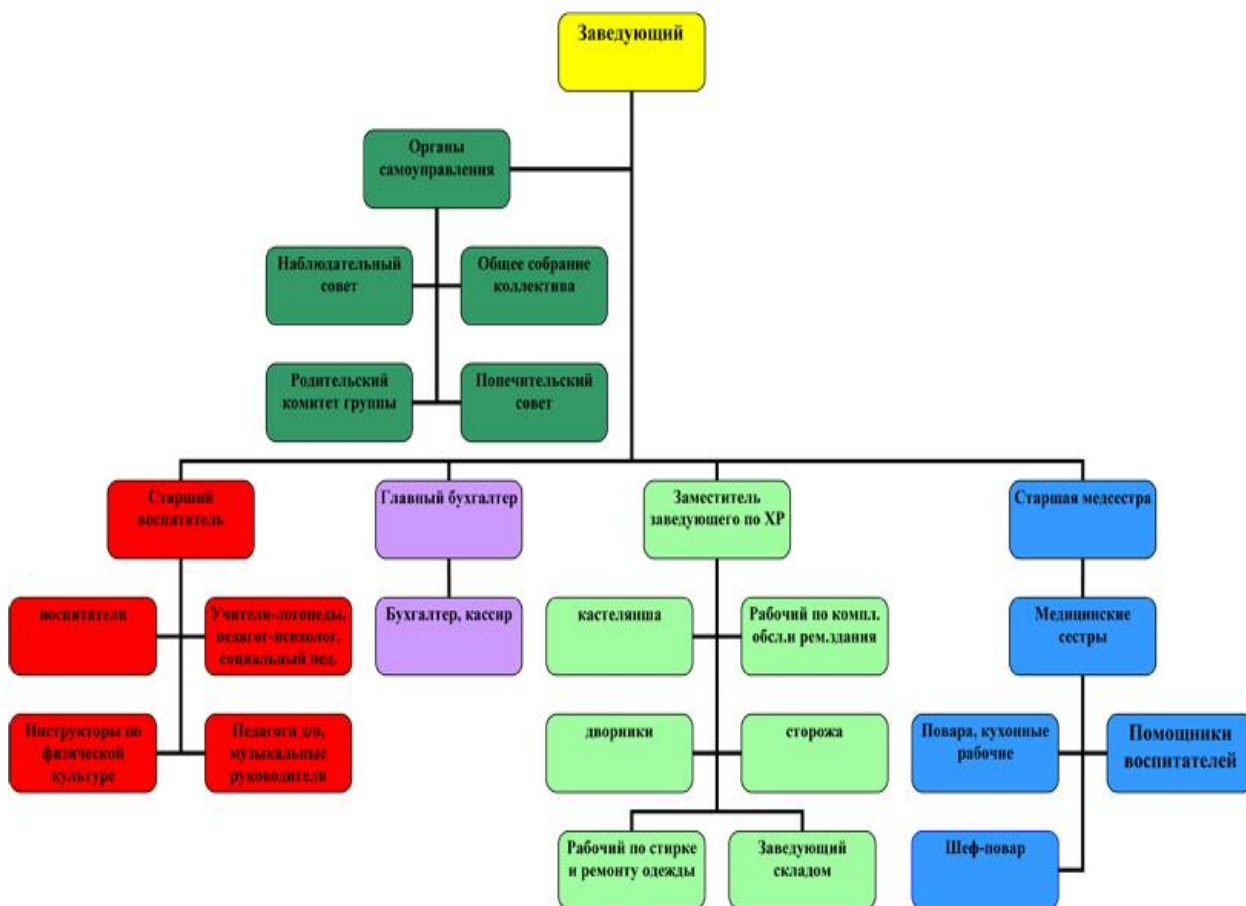 Заведующий
Органы
самоуправления
Наблюдательный
совет
Общее собрание
коллектива
Родительский
комитет группы
Попечительский
совет
Старший
воспитатель
Главный бухгалтер
Заместитель
заведующего по ХР
Старшая медсестра
воспитатели
Учителя-логопеды,
педагог-психолог,
социальный пед.
Бухгалтер, кассир
кастелянша
Рабочий по компл.
обсл.и рем.здания
Медицинские
сестры
Инструкторы по
физической
культуре
Педагоги д/о,
музыкальные
руководители
дворники
сторожа
Повара, кухонные
рабочие
Помощники
воспитателей
Рабочий по стирке
и ремонту одежды
Заведующий
складом
Шеф-повар